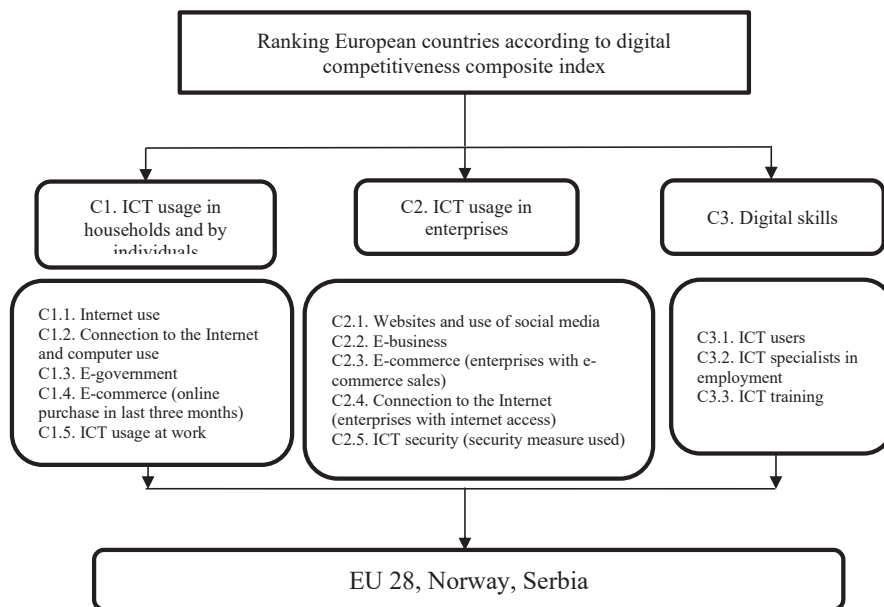 Ranking European countries according to digital
competitiveness composite index
C1. ICT usage in
households and by
individuals
C2. ICT usage in
enterprises
C3. Digital skills
C1.1. Internet use
C1.2. Connection to the Internet
and computer use
C1.3. E-government
C1.4. E-commerce (online
purchase in last three months)
C1.5. ICT usage at work
C2.1. Websites and use of social media
C2.2. E-business
C2.3. E-commerce (enterprises with e-
commerce sales)
C2.4. Connection to the Internet
(enterprises with internet access)
C2.5. ICT security (security measure used)
C3.1. ICT users
C3.2. ICT specialists in
employment
C3.3. ICT training
EU 28, Norway, Serbia